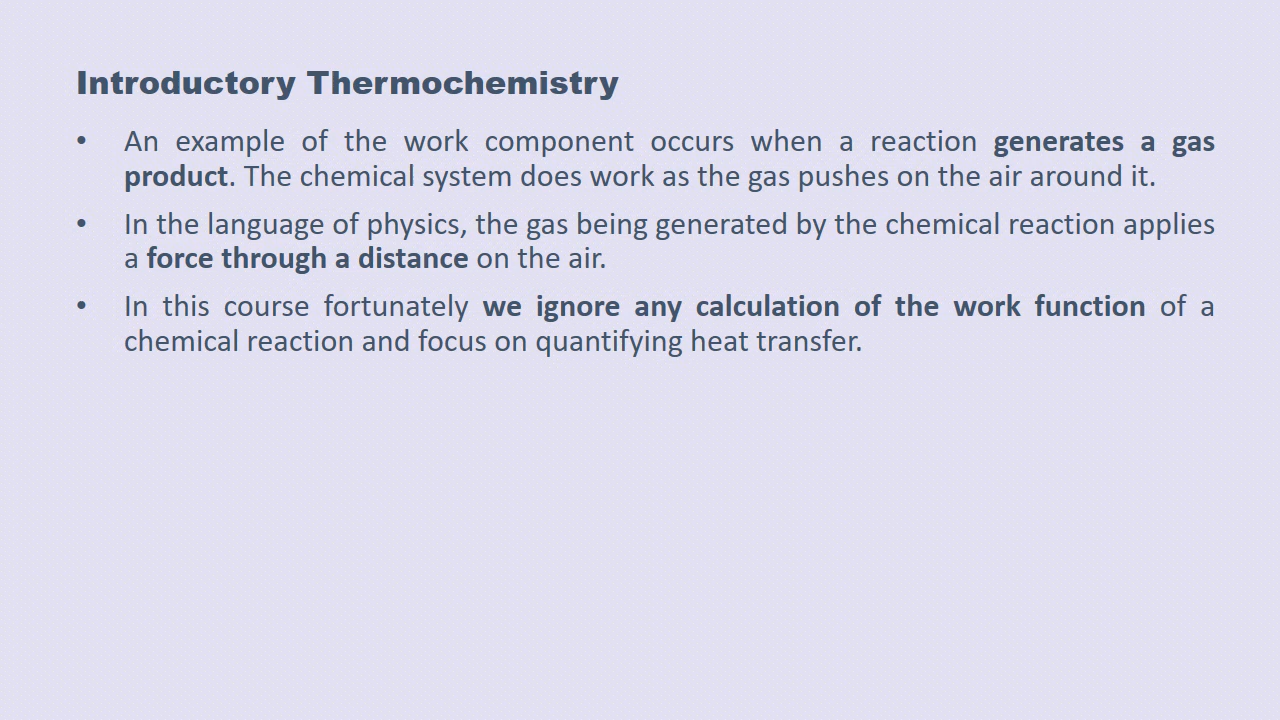 Introductory Thermochemistry
• An example of the work component occurs when a reaction generates a gas
product. The chemical system does work as the gas pushes on the air around it.
• In the language of physics, the gas being generated by the chemical reaction applies
a force through a distance on the air.
• In this course fortunately we ignore any calculation of the work function of a
chemical reaction and focus on quantifying heat transfer.